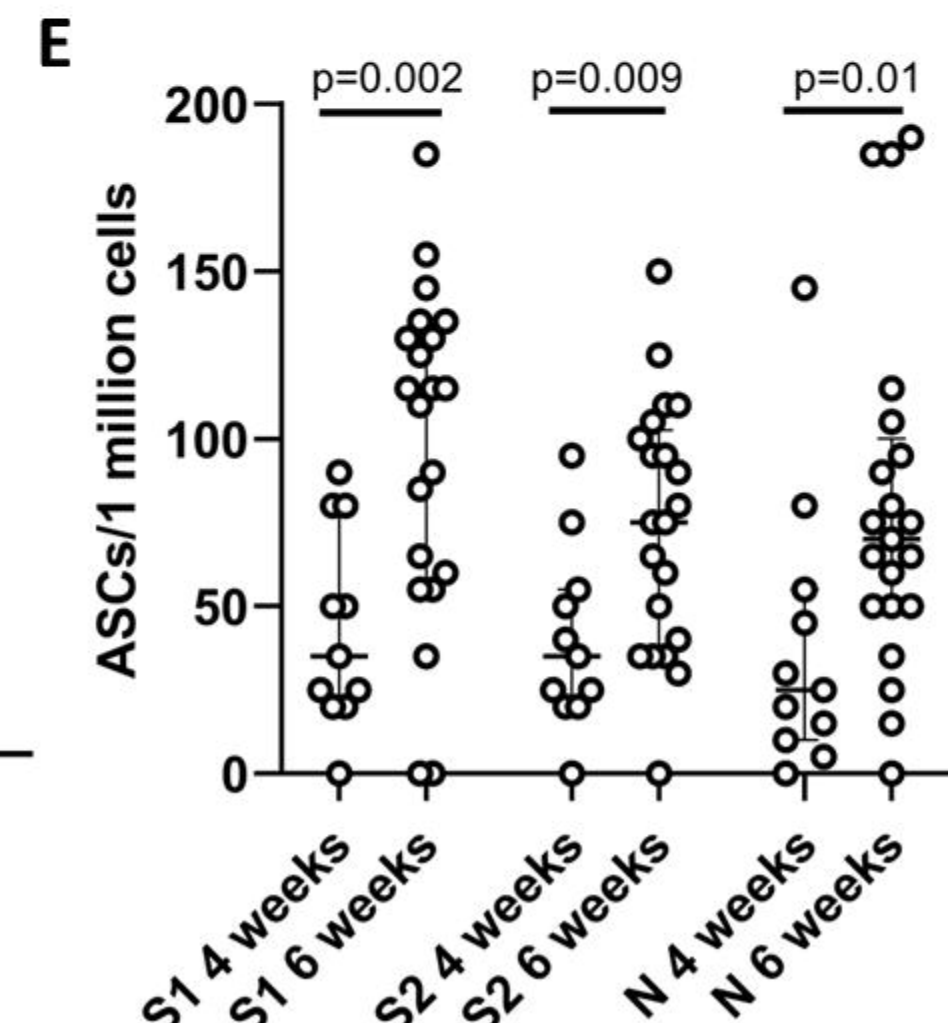 E
p=0.002 p=0.009 p=0.01
200
150
100
50
0
ASCs/1 million cells
S1 4 weeks
S1 6 weeks
S2 4 weeks
S2 6 weeks
N 4 weeks
N 6 weeks